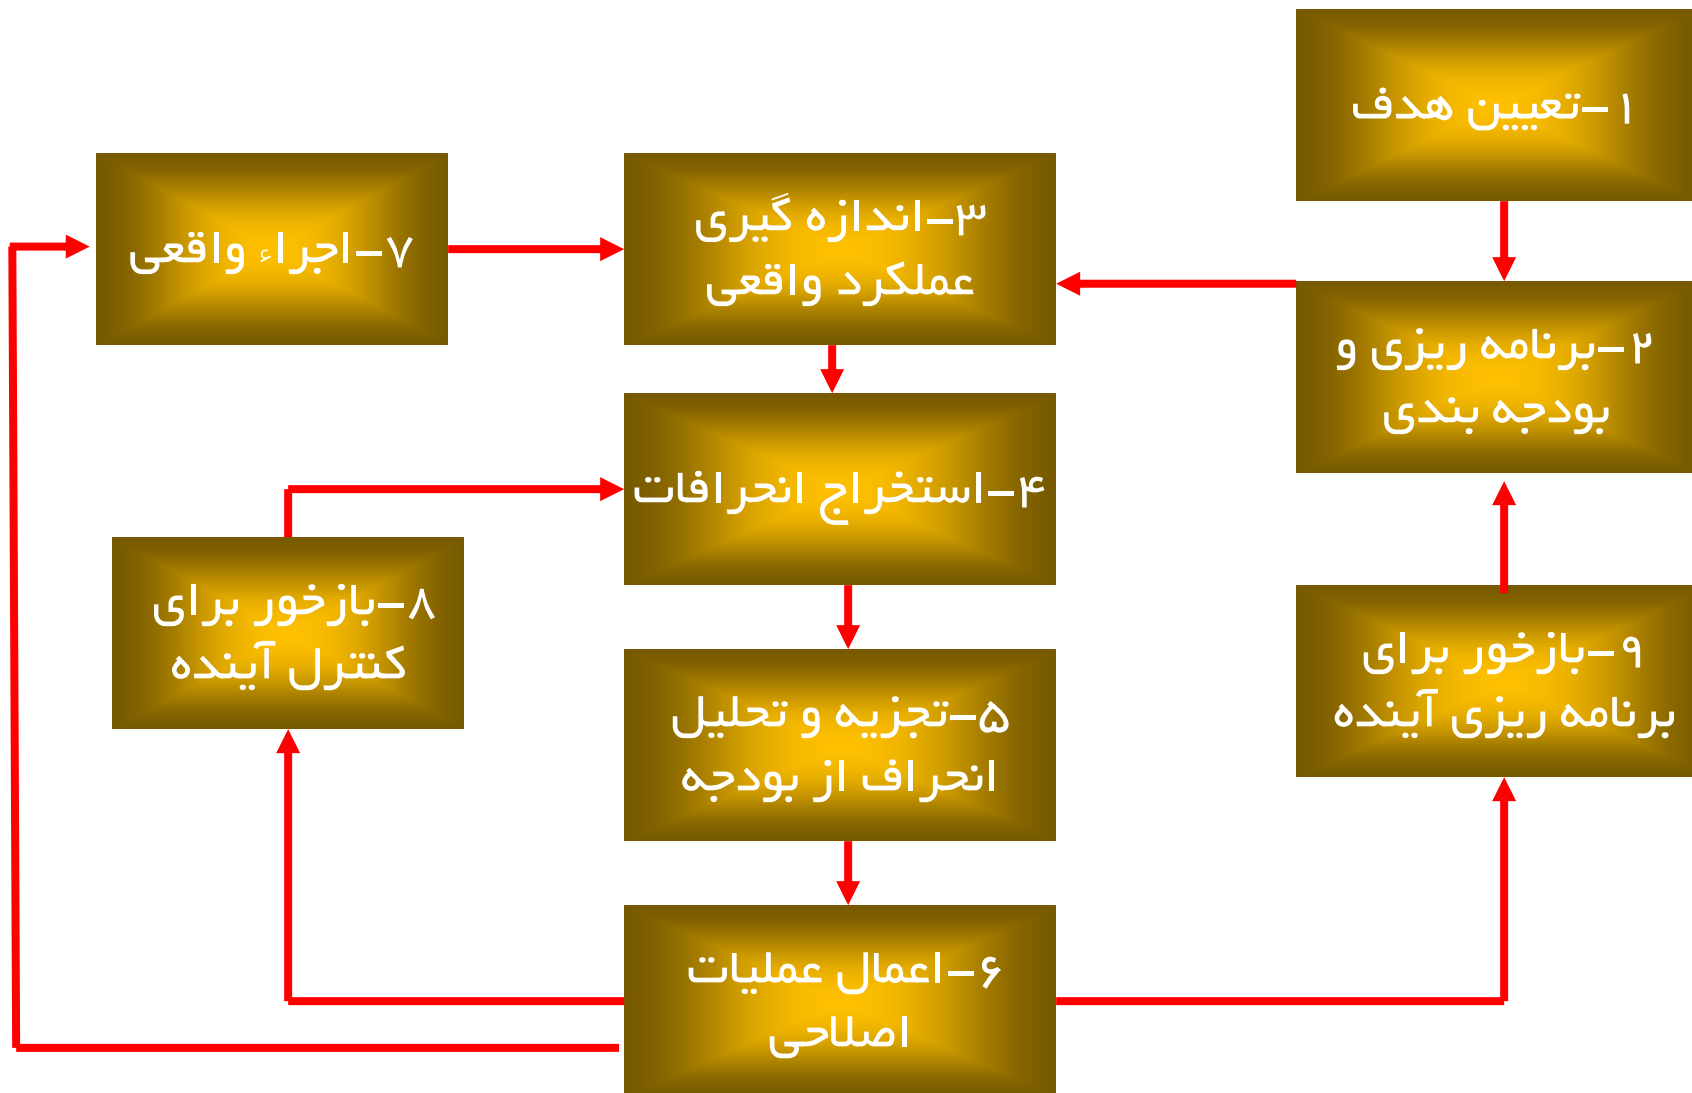 ۱-تعیین هدف
۲-برنامه ریزی و
بودجه بندی
۳-اندازه گیری
عملکرد واقعی
۴-استخراج انحرافات
۵-تجزیه و تحلیل
انحراف از بودجه
۶-اعمال عملیات
اصلاحی
۷-اجراء واقعی
۸-بازخور برای
کنترل آینده
۹-بازخور برای
برنامه ریزی آینده